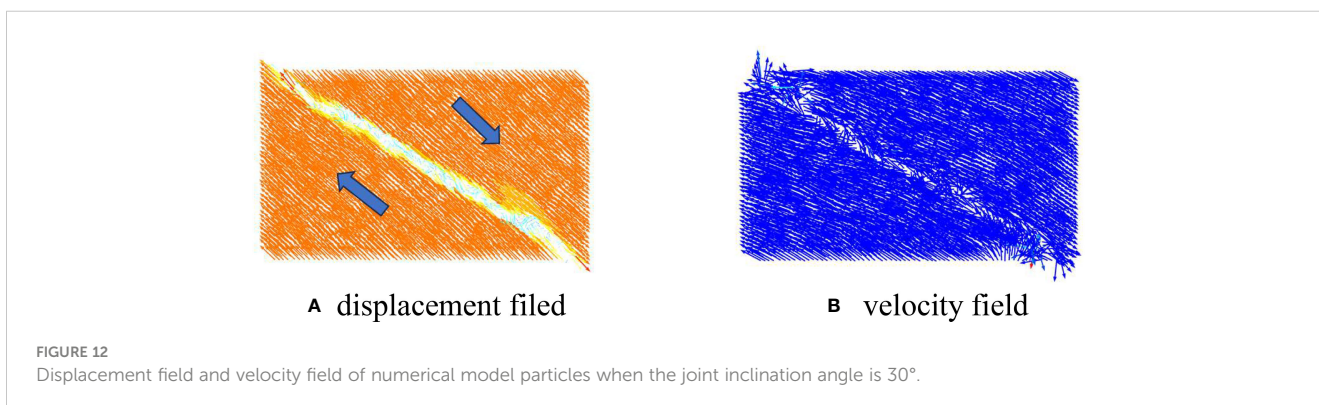 A displacement filed
B velocity field
FIGURE 12
Displacement field and velocity field of numerical model particles when the joint inclination angle is 30°.